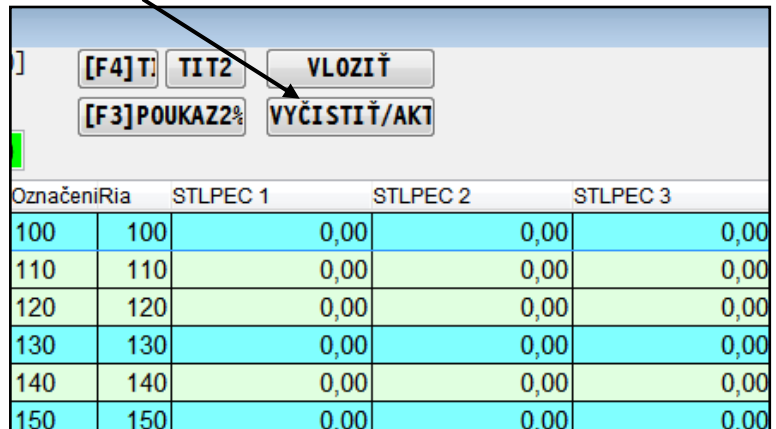 ] [F4]TI TIT2 VLOZIŤ
[F3]POUKAZ2% VYČISTIŤ/AKT
OznačeniRia STLPEC 1 STLPEC 2 STLPEC 3
100 100 0,00 0,00 0,00
110 110 0,00 0,00 0,00
120 120 0,00 0,00 0,00
130 130 0,00 0,00 0,00
140 140 0,00 0,00 0,00
150 150 0,00 0,00 0,00